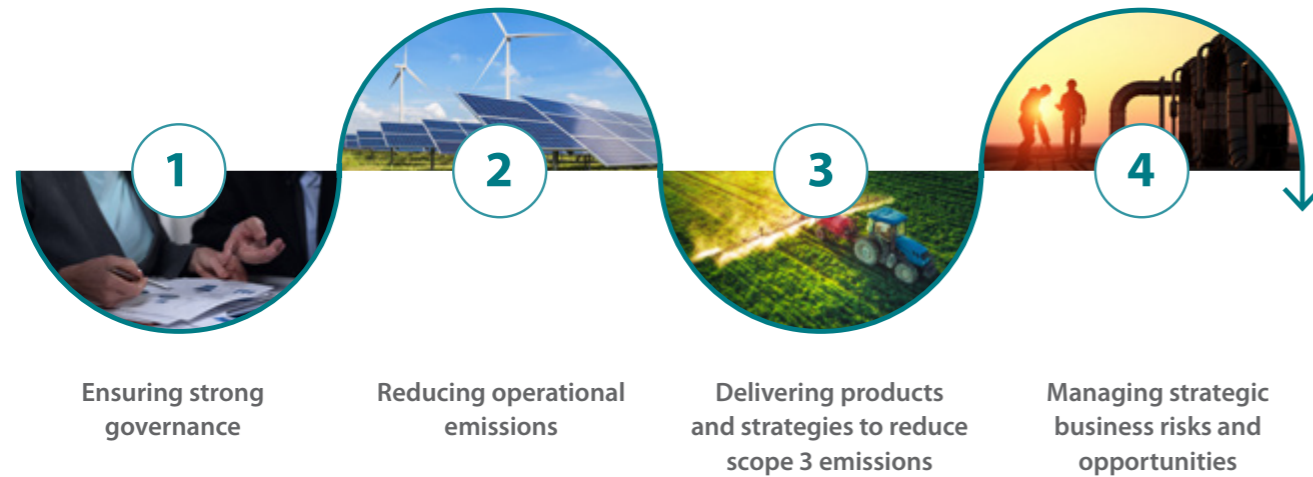 1
2
3
4
Ensuring strong
governance
Reducing operational
emissions
Delivering products
and strategies to reduce
scope 3 emissions
Managing strategic
business risks and
opportunities